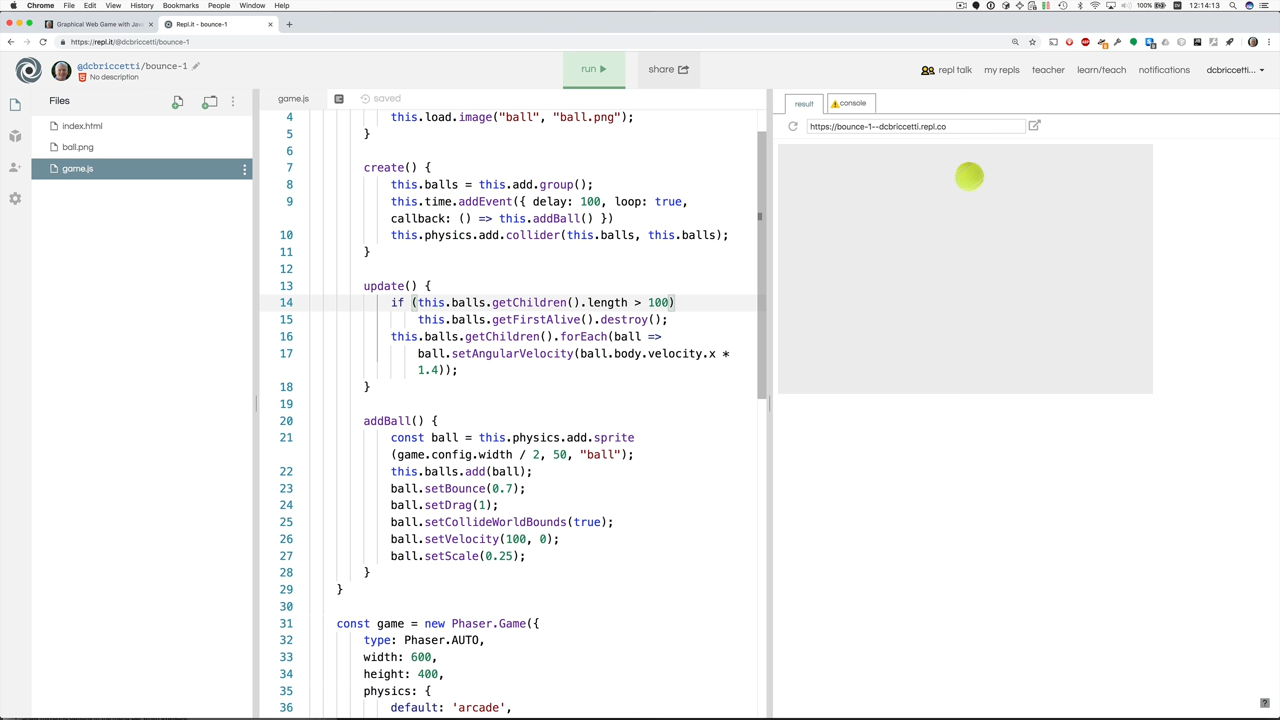 Chrome File Edit View History Bookmarks People Window Help
100% 12:14:13
Graphical Web Game with Jav
Repl.it - bounce-1
https://repl.it/@dcbriccetti/bounce-1
@dcbriccetti/bounce-1
No description
run
share
repl talk
my repls
teacher
learn/teach
notifications
dcbriccetti...
Files
index.html
ball.png
game.js
game.js
saved
4 this.load.image("ball", "ball.png");
5 }
6
7 create() {
8 this.balls = this.add.group();
9 this.time.addEvent({ delay: 100, loop: true,
callback: () => this.addBall() })
10 this.physics.add.collider(this.balls, this.balls);
11 }
12
13 update() {
14 if (this.balls.getChildren().length > 100)
15 this.balls.getFirstAlive().destroy();
16 this.balls.getChildren().forEach(ball =>
17 ball.setAngularVelocity(ball.body.velocity.x *
1.4));
18 }
19
20 addBall() {
21 const ball = this.physics.add.sprite
(game.config.width / 2, 50, "ball");
22 this.balls.add(ball);
23 ball.setBounce(0.7);
24 ball.setDrag(1);
25 ball.setCollideWorldBounds(true);
26 ball.setVelocity(100, 0);
27 ball.setScale(0.25);
28 }
29 }
30
31 const game = new Phaser.Game({
32 type: Phaser.AUTO,
33 width: 600,
34 height: 400,
35 physics: {
36 default: 'arcade',
result
console
https://bounce-1--dcbriccetti.repl.co
?